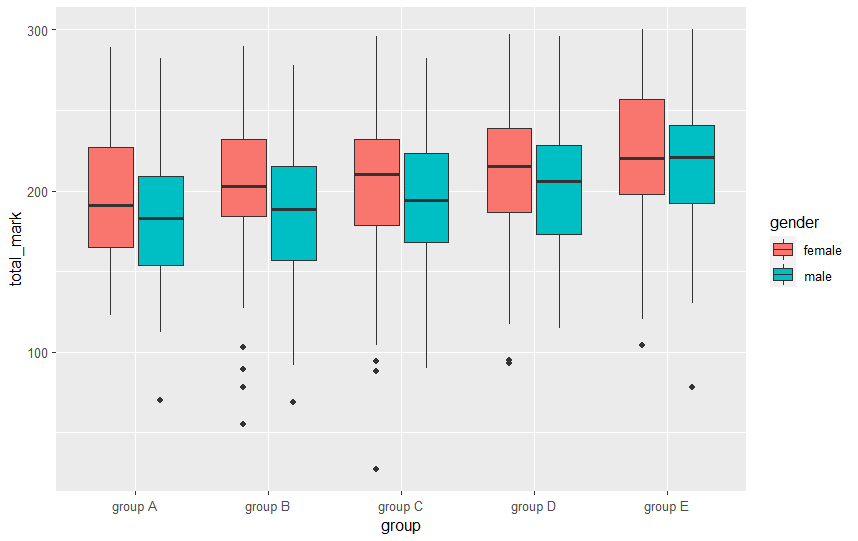 300
200
100
total_mark
group A group B group C group D group E
group
gender
female
male